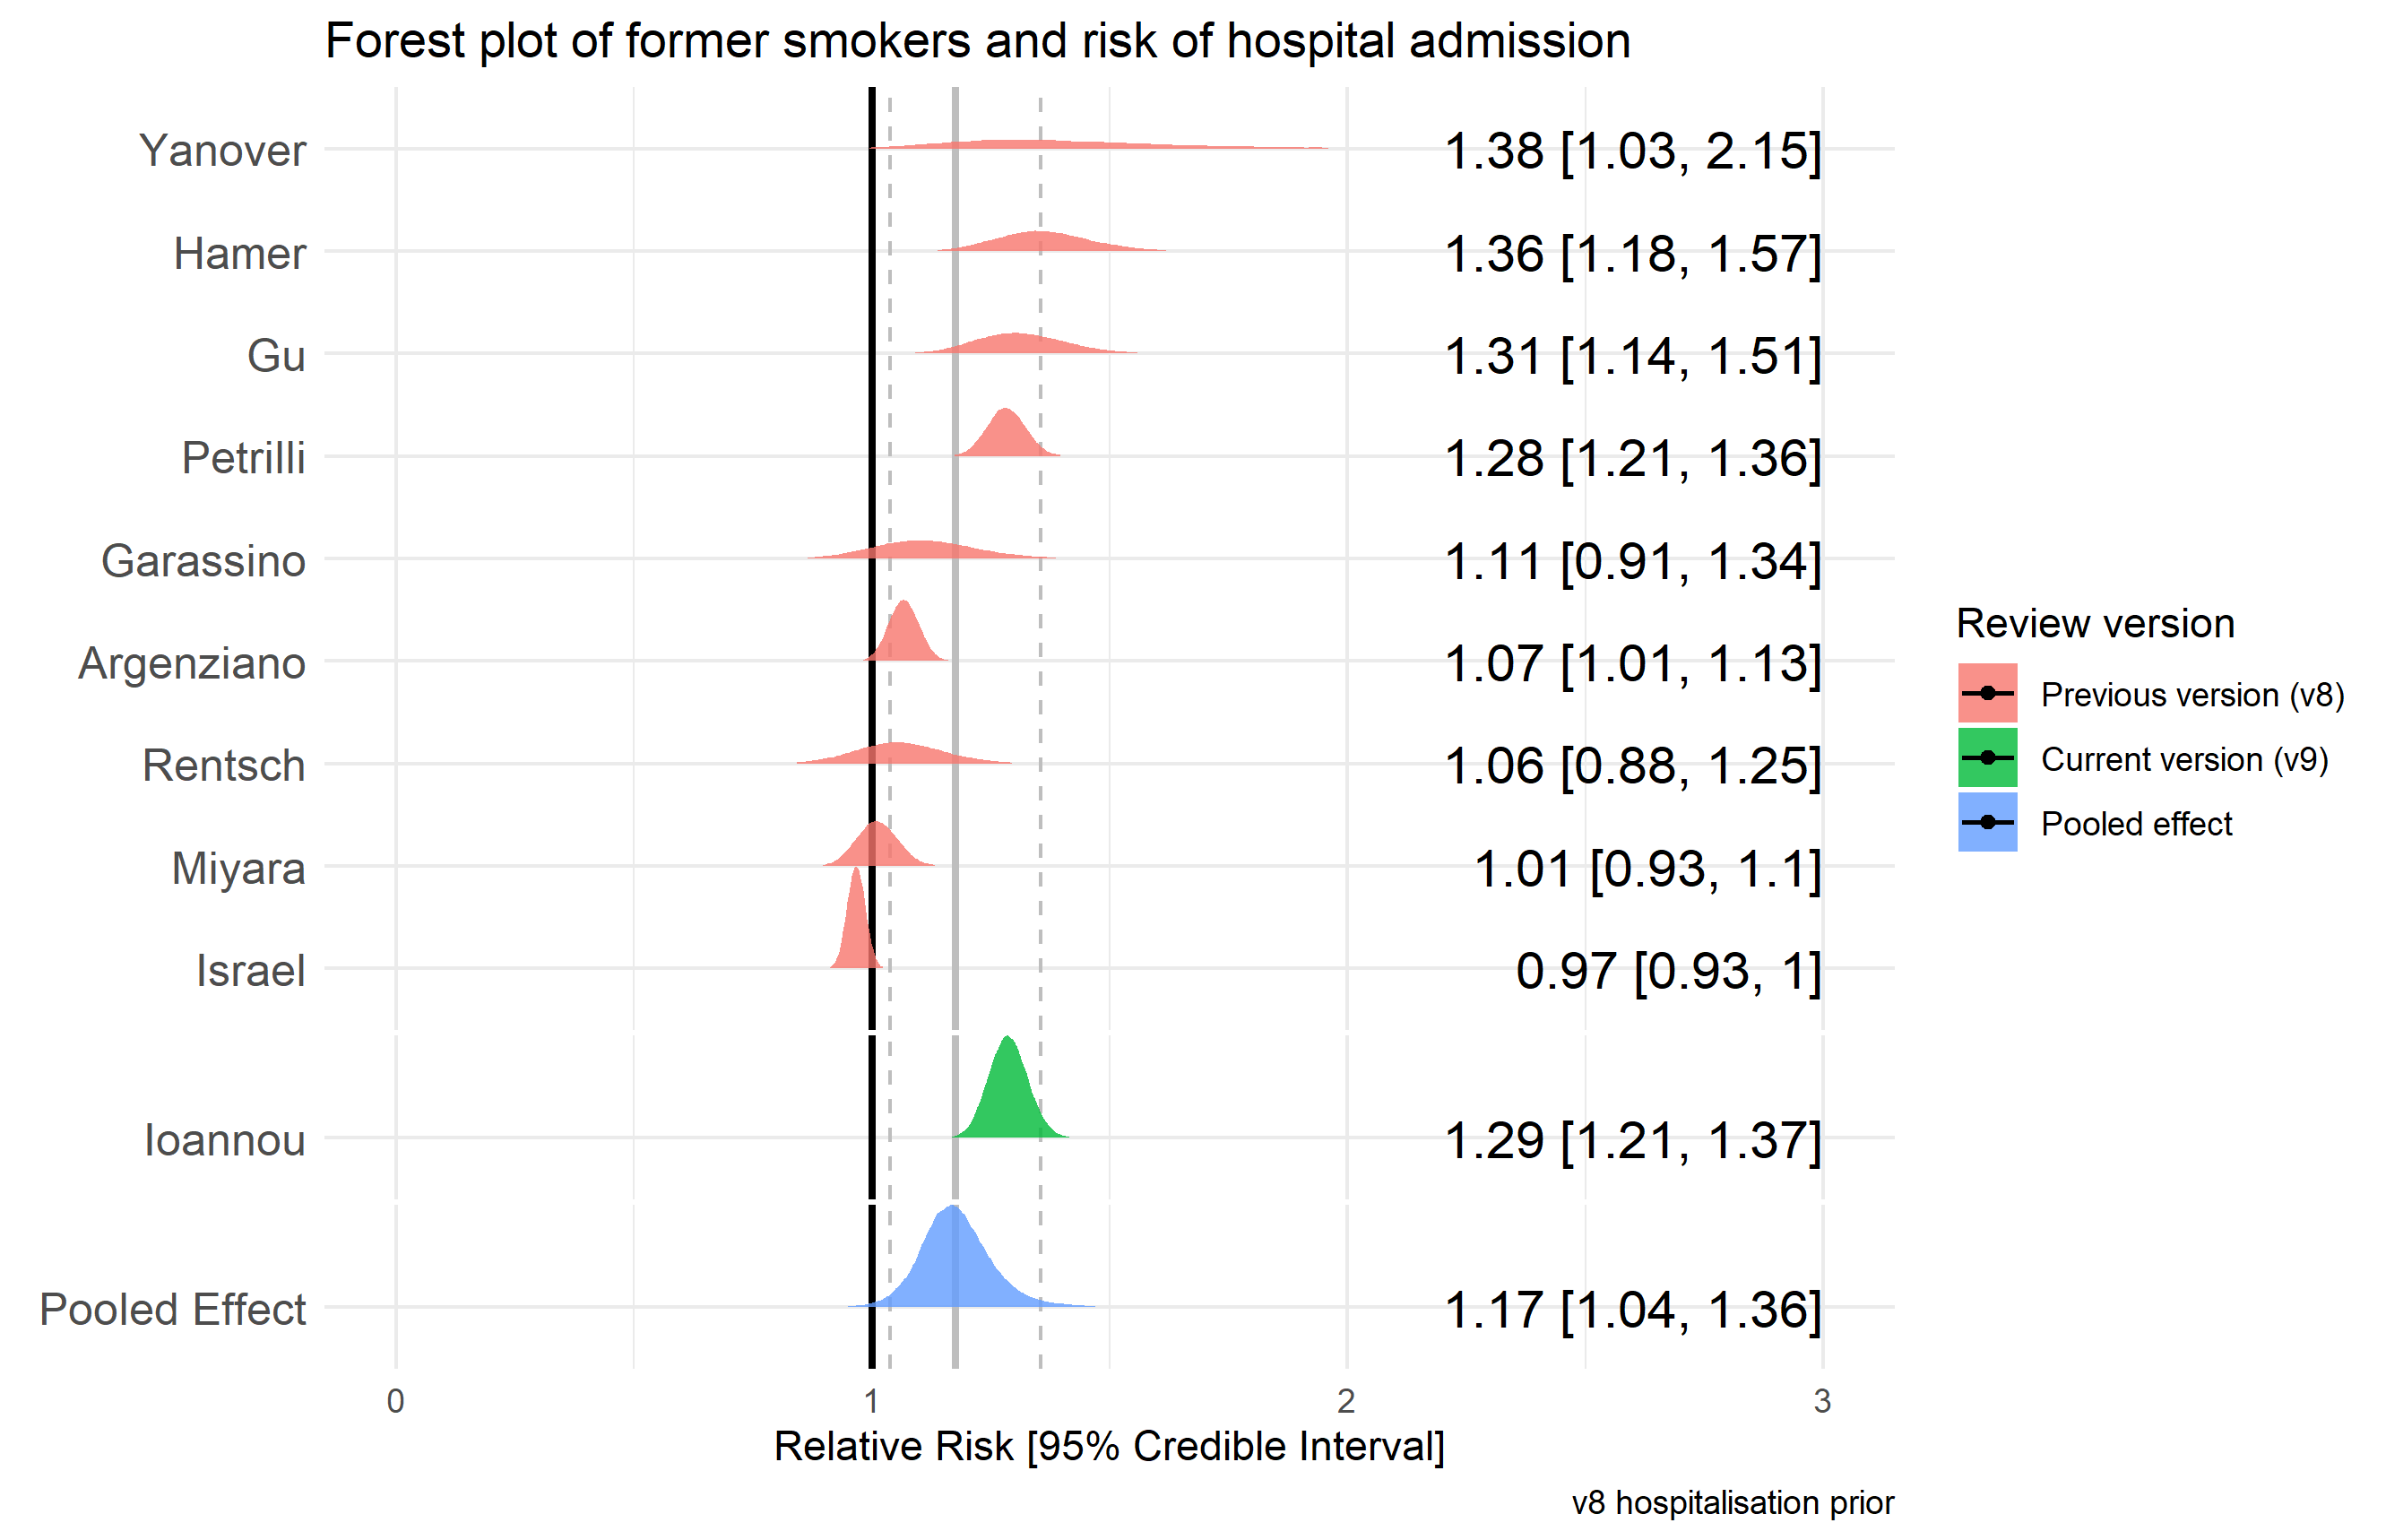 Forest plot of former smokers and risk of hospital admission
Yanover 1.38 [1.03, 2.15]
Hamer 1.36 [1.18, 1.57]
Gu 1.31 [1.14, 1.51]
Petrilli 1.28 [1.21, 1.36]
Garassino 1.11 [0.91, 1.34]
Argenziano 1.07 [1.01, 1.13]
Rentsch 1.06 [0.88, 1.25]
Miyara 1.01 [0.93, 1.1]
Israel 0.97 [0.93, 1]
Ioannou 1.29 [1.21, 1.37]
Pooled Effect 1.17 [1.04, 1.36]
0 1 2 3
Relative Risk [95% Credible Interval]
v8 hospitalisation prior
Review version
Previous version (v8)
Current version (v9)
Pooled effect